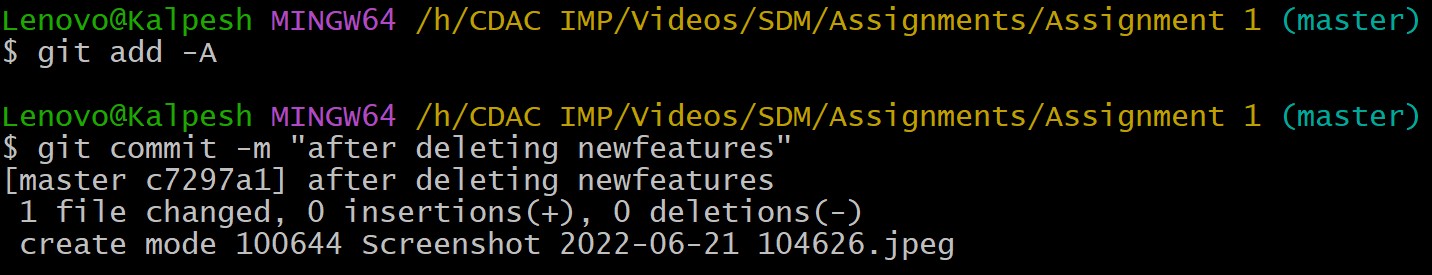 Lenovo@Kalpesh MINGW64 /h/CDAC IMP/Videos/SDM/Assignments/Assignment 1 (master)
$ git add -A
Lenovo@Kalpesh MINGW64 /h/CDAC IMP/Videos/SDM/Assignments/Assignment 1 (master)
$ git commit -m "after deleting newfeatures"
[master c7297a1] after deleting newfeatures
 1 file changed, 0 insertions(+), 0 deletions(-)
 create mode 100644 Screenshot 2022-06-21 104626.jpeg